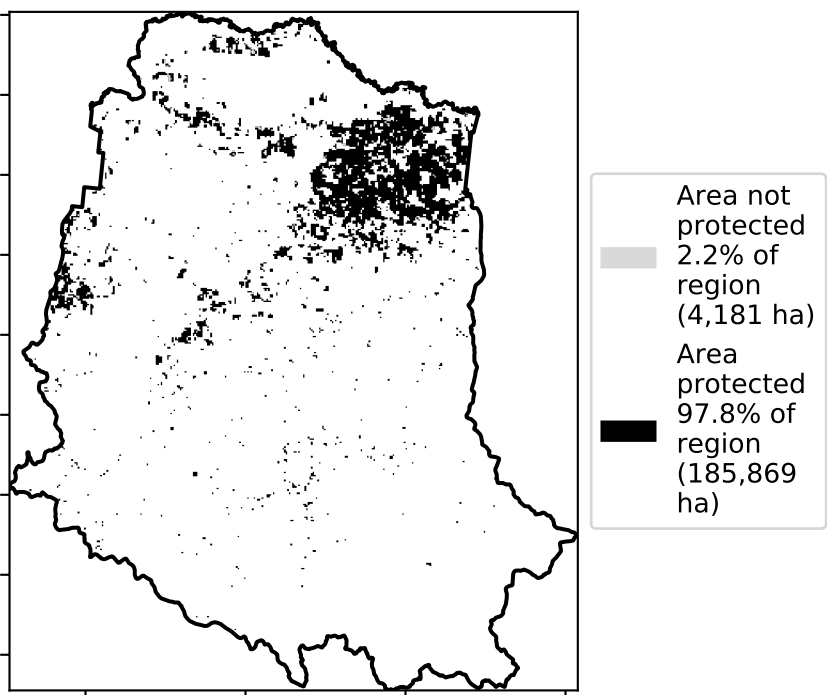 Area not
protected
2.2% of
region
(4,181 ha)
Area
protected
97.8% of
region
(185,869
ha)